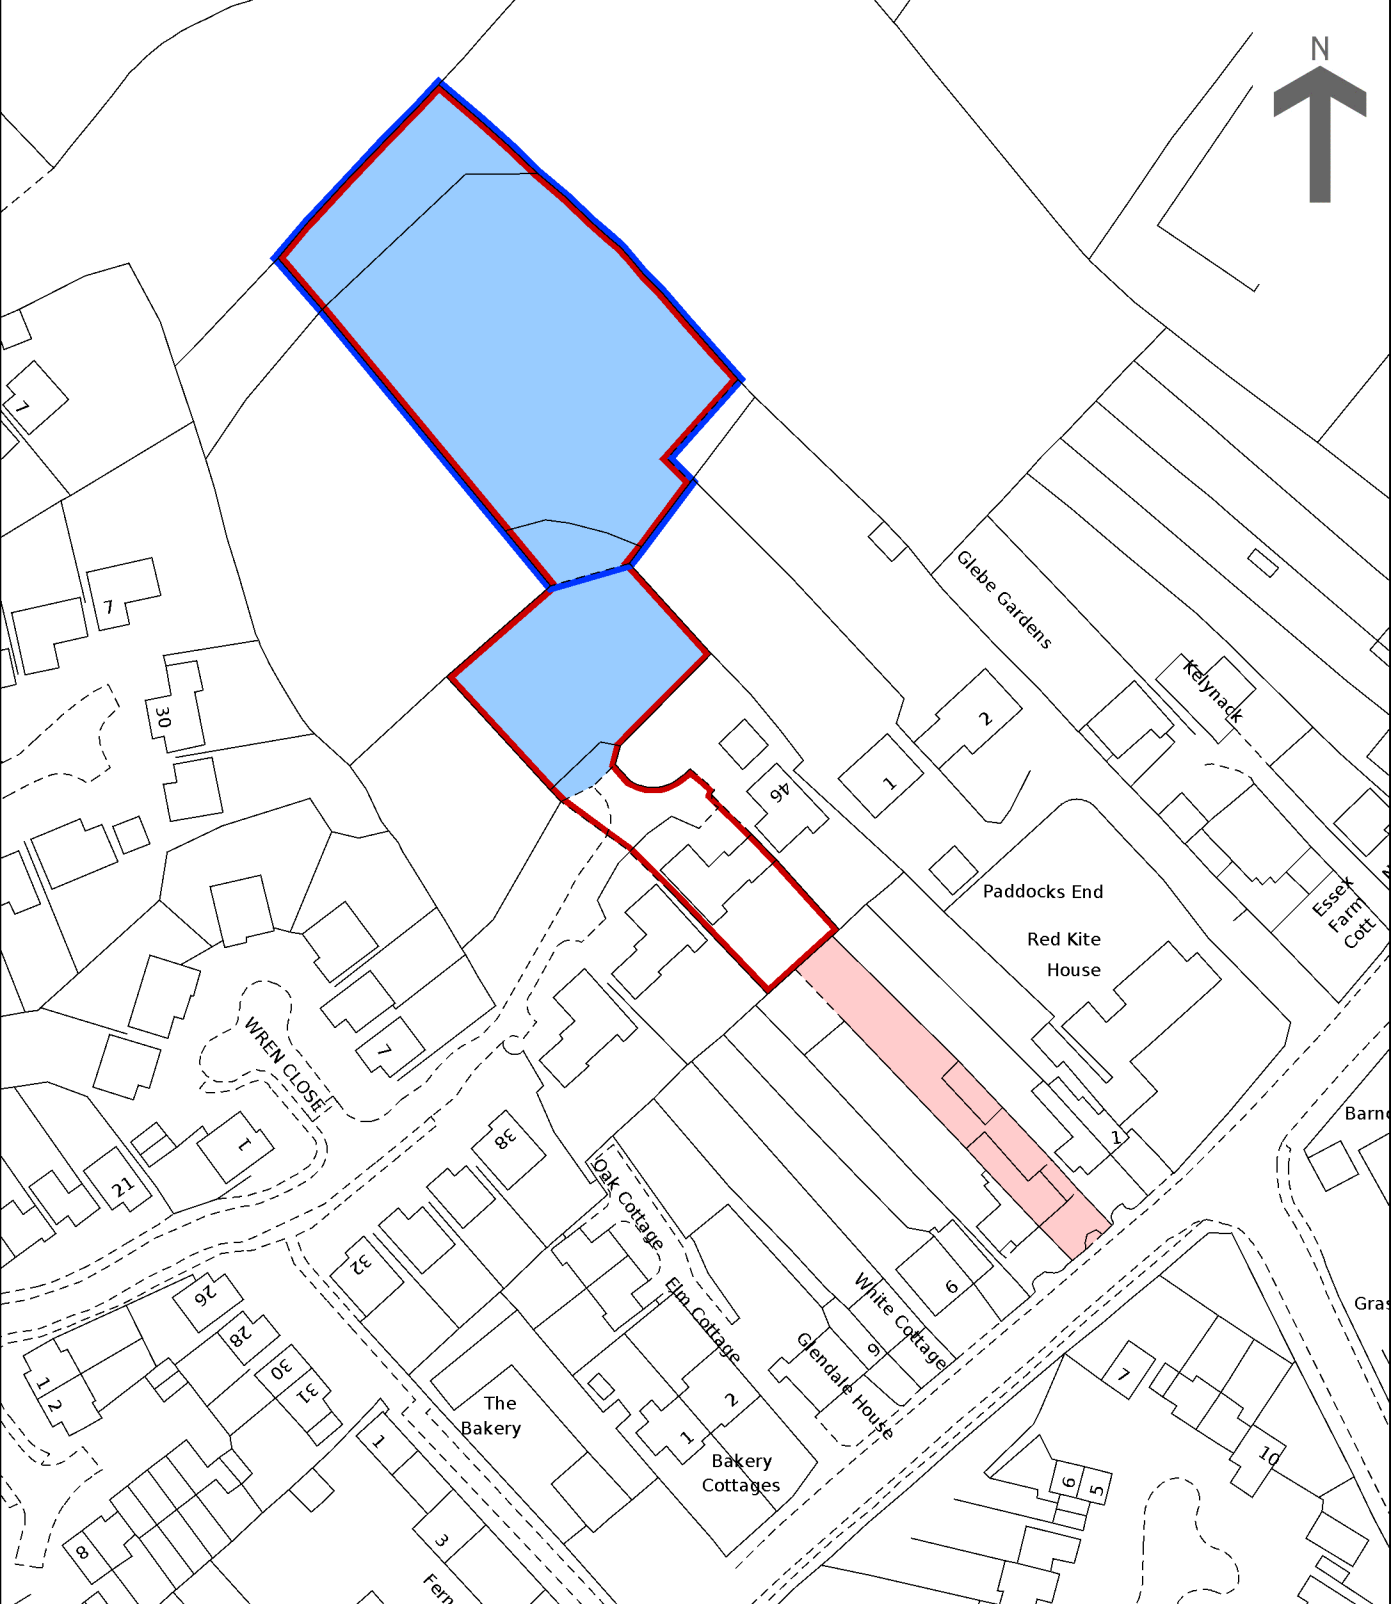 N
7
Glebe Gardens
7
Kelynack
30
2
1
46
Paddocks End
Essex
Farm
Cott
Red Kite
House
WREN CLOSE
7
Barn
1
1
38
21
Oak Cottage
32
26
6
White Cottage
Elm Cottage
Gras
28
9
Glendale House
30
31
7
1
2
2
The
Bakery
1
1
Bakery
Cottages
10
6
5
3
8
Fern